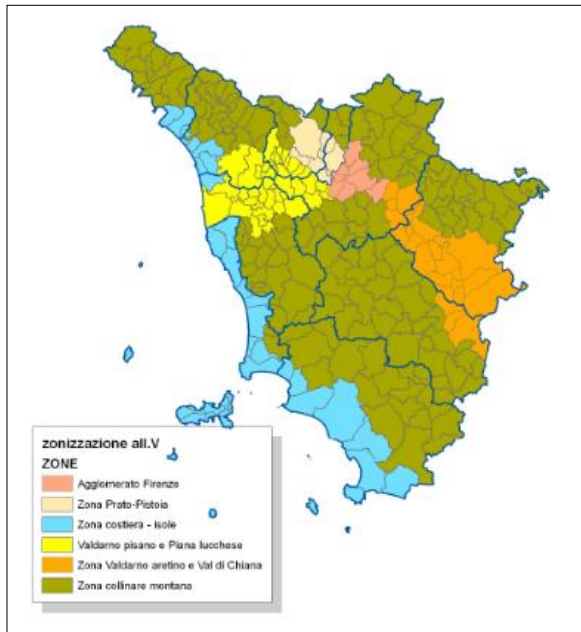 zonizzazione all.V
ZONE
Agglomerato Firenze
Zona Prato-Pistoia
Zona costiera - isole
Valdarno pisano e Piana lucchese
Zona Valdarno aretino e Val di Chiana
Zona collinare montana